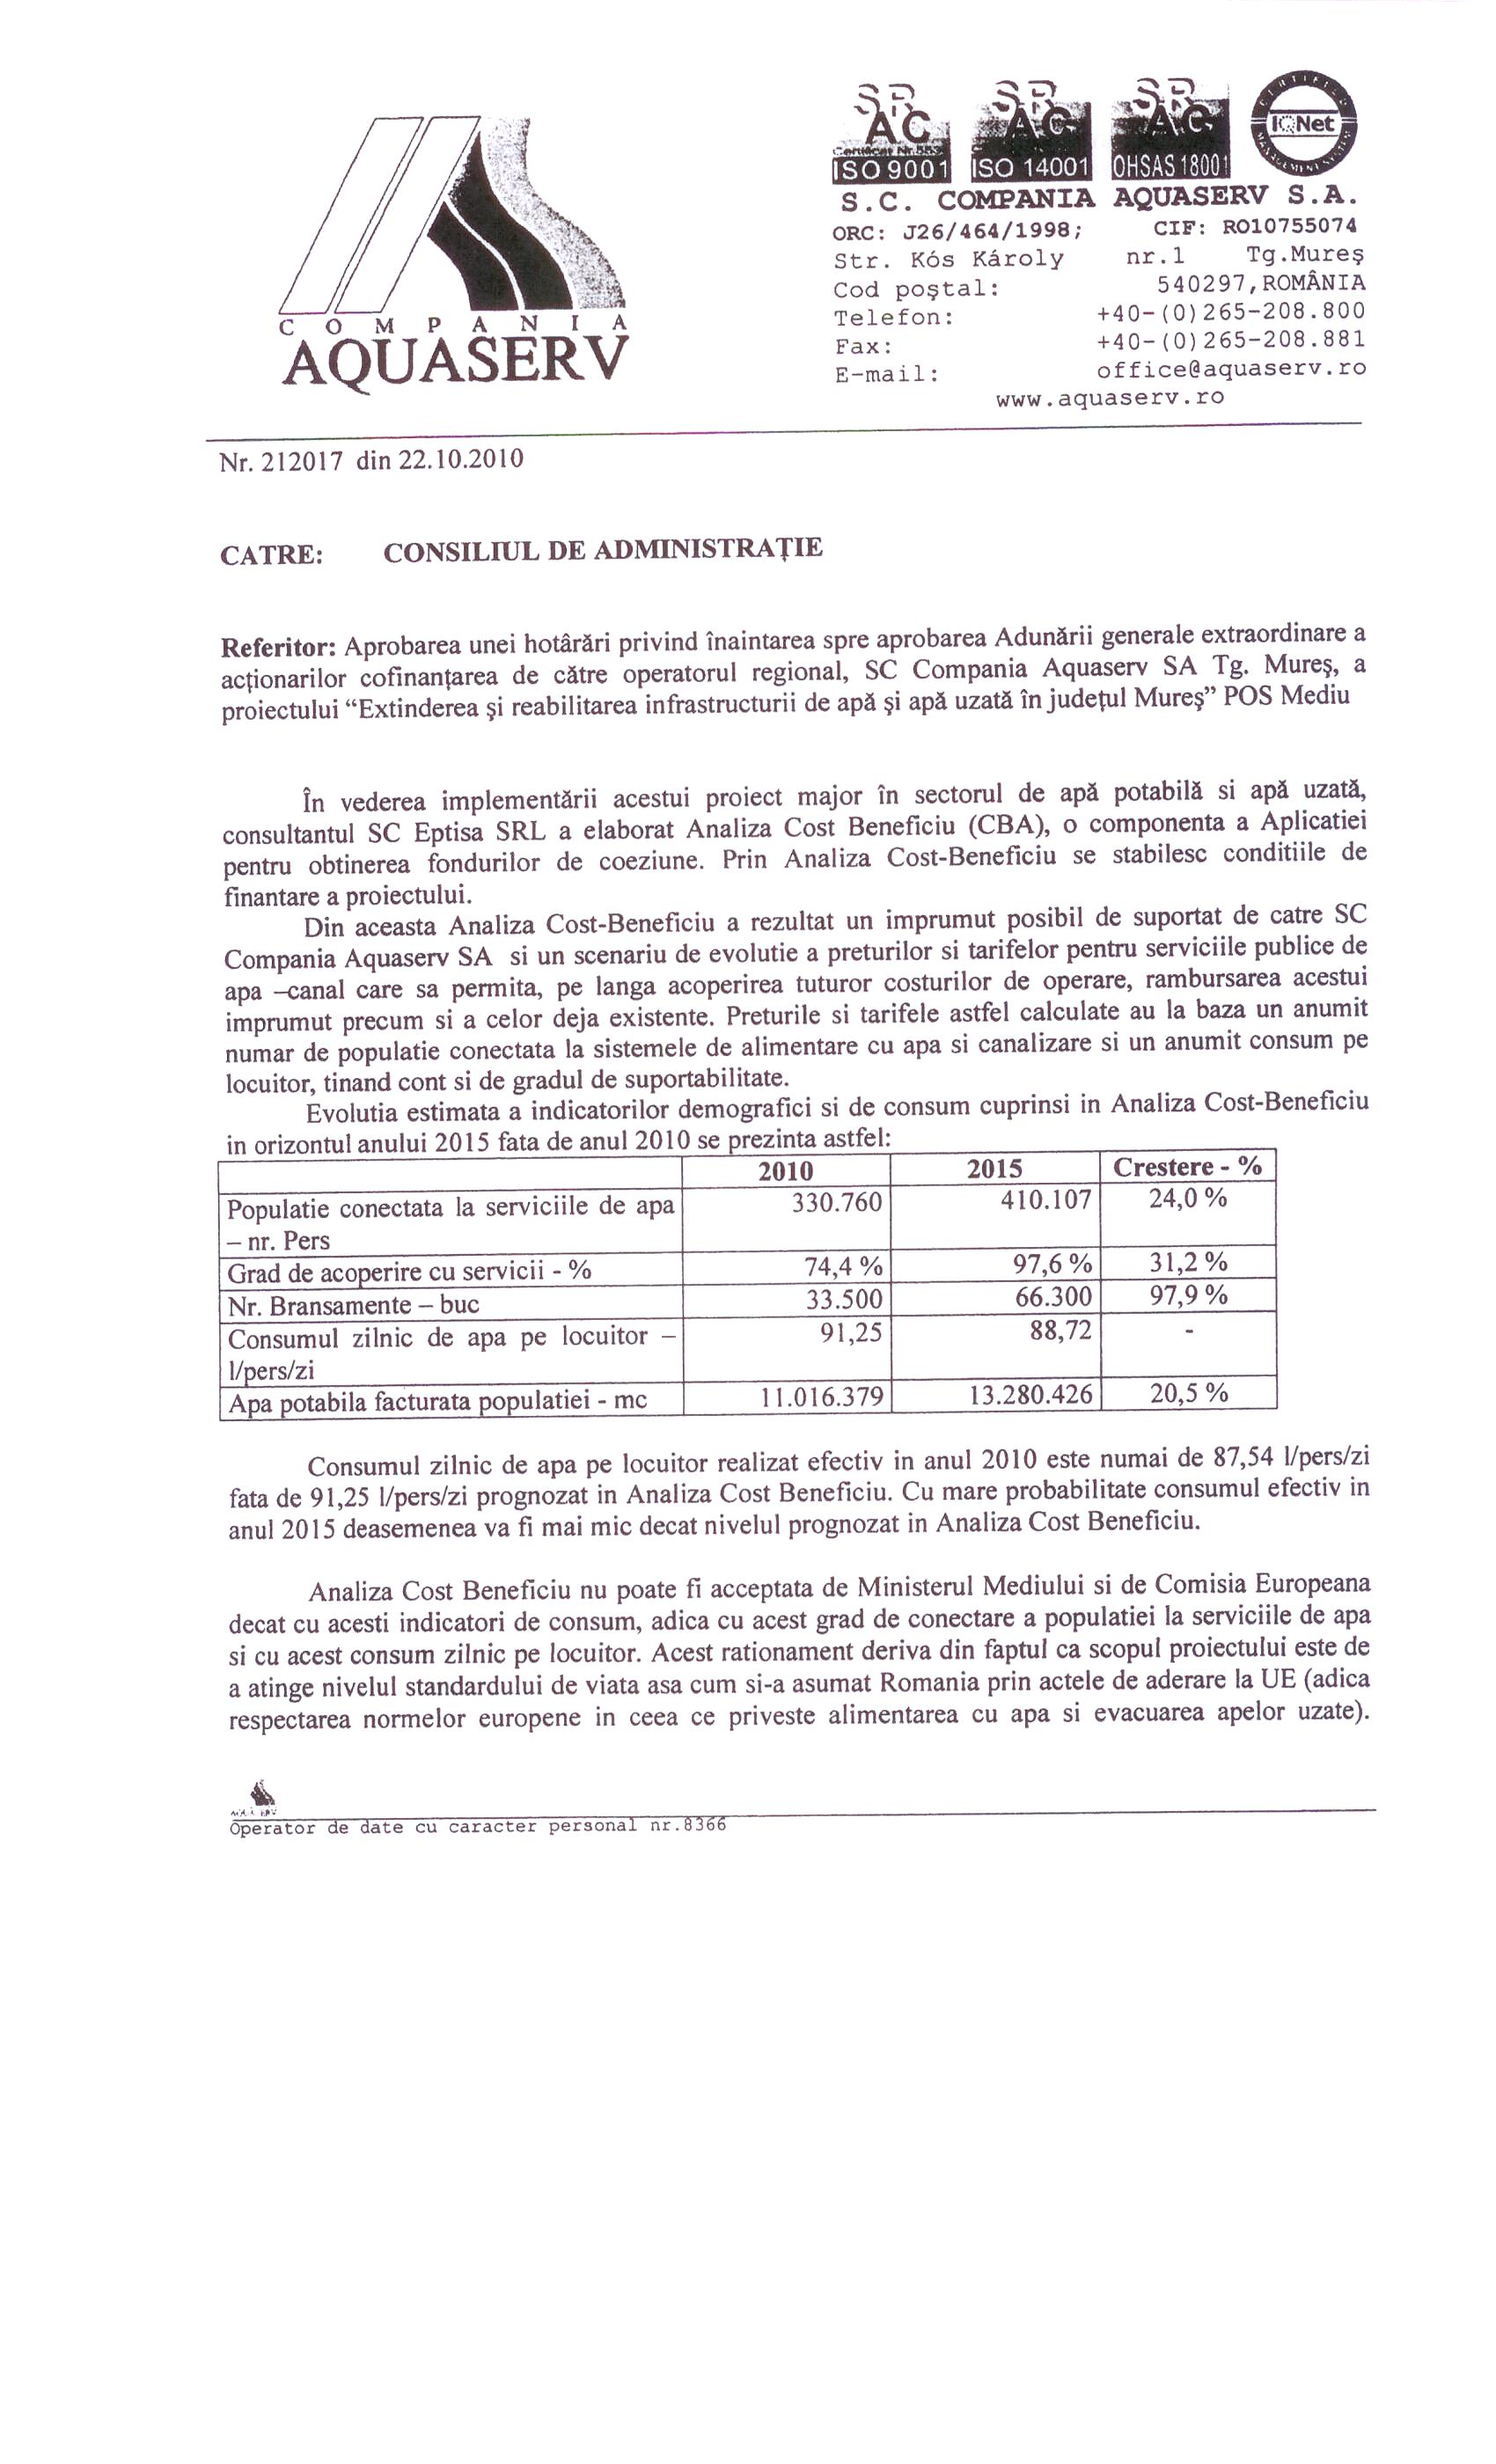 COMPANIA
AQUASERV
SRAC SRAC SRAC CERTIFIED
IQNet
MANAGEMENT SYSTEM
ISO 9001 ISO 14001 OHSAS 18001
S.C. COMPANIA AQUASERV S.A.
ORC: J26/464/1998; CIF: RO10755074
Str. Kós Károly nr.1 Tg.Mureş
Cod poştal: 540297,ROMÂNIA
Telefon: +40-(0)265-208.800
Fax: +40-(0)265-208.881
E-mail: office@aquaserv.ro
www.aquaserv.ro
Nr. 212017 din 22.10.2010
CATRE: CONSILIUL DE ADMINISTRAŢIE
Referitor: Aprobarea unei hotârări privind înaintarea spre aprobarea Adunării generale extraordinare a
acţionarilor cofinanţarea de către operatorul regional, SC Compania Aquaserv SA Tg. Mureş, a
proiectului “Extinderea şi reabilitarea infrastructurii de apă şi apă uzată în judeţul Mureş” POS Mediu
În vederea implementării acestui proiect major în sectorul de apă potabilă si apă uzată,
consultantul SC Eptisa SRL a elaborat Analiza Cost Beneficiu (CBA), o componenta a Aplicatiei
pentru obtinerea fondurilor de coeziune. Prin Analiza Cost-Beneficiu se stabilesc conditiile de
finantare a proiectului.
Din aceasta Analiza Cost-Beneficiu a rezultat un imprumut posibil de suportat de catre SC
Compania Aquaserv SA si un scenariu de evolutie a preturilor si tarifelor pentru serviciile publice de
apa –canal care sa permita, pe langa acoperirea tuturor costurilor de operare, rambursarea acestui
imprumut precum si a celor deja existente. Preturile si tarifele astfel calculate au la baza un anumit
numar de populatie conectata la sistemele de alimentare cu apa si canalizare si un anumit consum pe
locuitor, tinand cont si de gradul de suportabilitate.
Evolutia estimata a indicatorilor demografici si de consum cuprinsi in Analiza Cost-Beneficiu
in orizontul anului 2015 fata de anul 2010 se prezinta astfel:
2010 2015 Crestere - %
Populatie conectata la serviciile de apa 330.760 410.107 24,0 %
– nr. Pers
Grad de acoperire cu servicii - % 74,4 % 97,6 % 31,2 %
Nr. Bransamente – buc 33.500 66.300 97,9 %
Consumul zilnic de apa pe locuitor – 91,25 88,72 -
l/pers/zi
Apa potabila facturata populatiei - mc 11.016.379 13.280.426 20,5 %
Consumul zilnic de apa pe locuitor realizat efectiv in anul 2010 este numai de 87,54 l/pers/zi
fata de 91,25 l/pers/zi prognozat in Analiza Cost Beneficiu. Cu mare probabilitate consumul efectiv in
anul 2015 deasemenea va fi mai mic decat nivelul prognozat in Analiza Cost Beneficiu.
Analiza Cost Beneficiu nu poate fi acceptata de Ministerul Mediului si de Comisia Europeana
decat cu acesti indicatori de consum, adica cu acest grad de conectare a populatiei la serviciile de apa
si cu acest consum zilnic pe locuitor. Acest rationament deriva din faptul ca scopul proiectului este de
a atinge nivelul standardului de viata asa cum si-a asumat Romania prin actele de aderare la UE (adica
respectarea normelor europene in ceea ce priveste alimentarea cu apa si evacuarea apelor uzate).
Operator de date cu caracter personal nr.8366